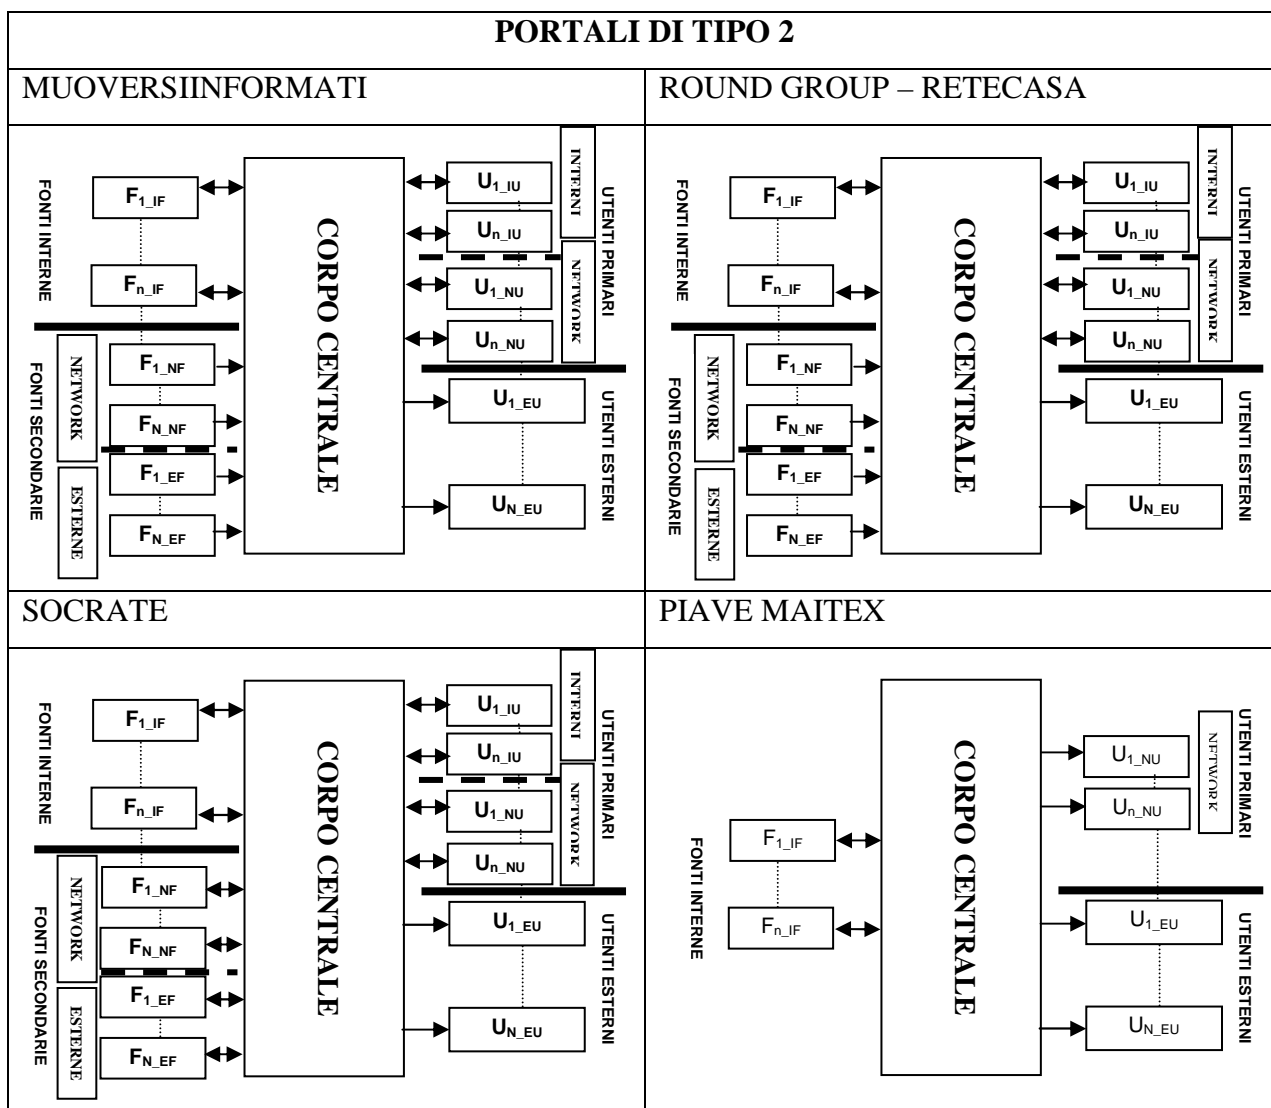 PORTALI DI TIPO 2
MUOVERSIINFORMATI
FONTI INTERNE
F1_IF
Fn_IF
FONTI SECONDARIE
NETWORK
F1_NF
FN_NF
ESTERNE
F1_EF
FN_EF
CORPO CENTRALE
U1_IU
Un_IU
INTERNI
U1_NU
Un_NU
NETWORK
UTENTI PRIMARI
U1_EU
UN_EU
UTENTI ESTERNI
ROUND GROUP – RETECASA
FONTI INTERNE
F1_IF
Fn_IF
FONTI SECONDARIE
NETWORK
F1_NF
FN_NF
ESTERNE
F1_EF
FN_EF
CORPO CENTRALE
U1_IU
Un_IU
INTERNI
U1_NU
Un_NU
NETWORK
UTENTI PRIMARI
U1_EU
UN_EU
UTENTI ESTERNI
SOCRATE
FONTI INTERNE
F1_IF
Fn_IF
FONTI SECONDARIE
NETWORK
F1_NF
FN_NF
ESTERNE
F1_EF
FN_EF
CORPO CENTRALE
U1_IU
Un_IU
INTERNI
U1_NU
Un_NU
NETWORK
UTENTI PRIMARI
U1_EU
UN_EU
UTENTI ESTERNI
PIAVE MAITEX
FONTI INTERNE
F1_IF
Fn_IF
CORPO CENTRALE
U1_NU
Un_NU
NETWORK
UTENTI PRIMARI
U1_EU
UN_EU
UTENTI ESTERNI